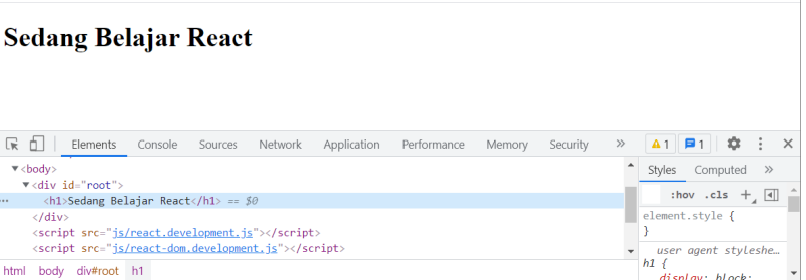 Sedang Belajar React
Elements Console Sources Network Application Performance Memory Security » 1 1
<body>
<div id="root">
<h1>Sedang Belajar React</h1> == $0
</div>
<script src="js/react.development.js"></script>
<script src="js/react-dom.development.js"></script>
html body div#root h1
Styles Computed »
:hov .cls +
element.style {
}
user agent styleshe…
h1 {
display: block;